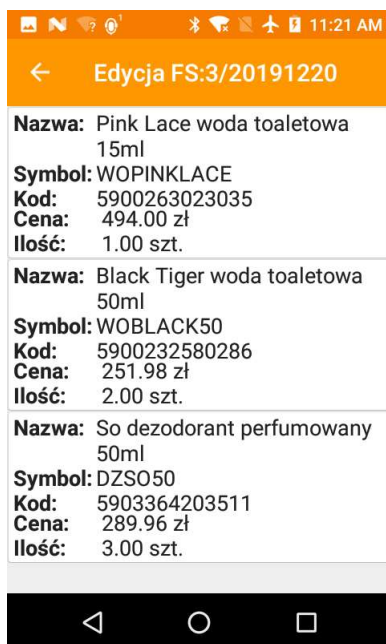 11:21 AM
Edycja FS:3/20191220
Nazwa: Pink Lace woda toaletowa
15ml
Symbol: WOPINKLACE
Kod: 5900263023035
Cena: 494.00 zł
Ilość: 1.00 szt.
Nazwa: Black Tiger woda toaletowa
50ml
Symbol: WOBLACK50
Kod: 5900232580286
Cena: 251.98 zł
Ilość: 2.00 szt.
Nazwa: So dezodorant perfumowany
50ml
Symbol: DZSO50
Kod: 5903364203511
Cena: 289.96 zł
Ilość: 3.00 szt.